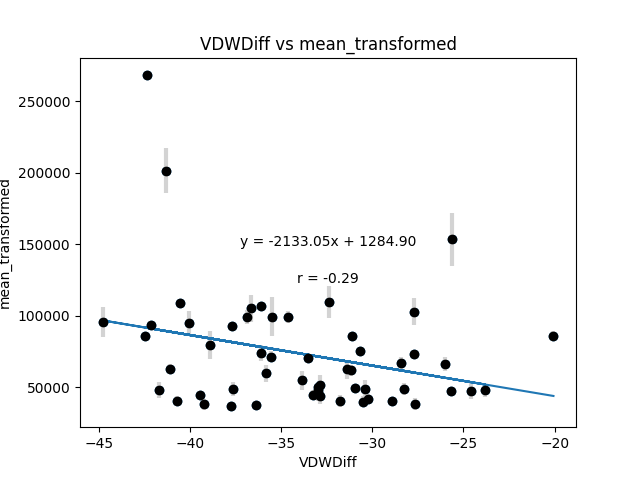 VDWDiff vs mean_transformed
mean_transformed
250000
200000
150000
100000
50000
y = -2133.05x + 1284.90
r = -0.29
−45 −40 −35 −30 −25 −20
VDWDiff